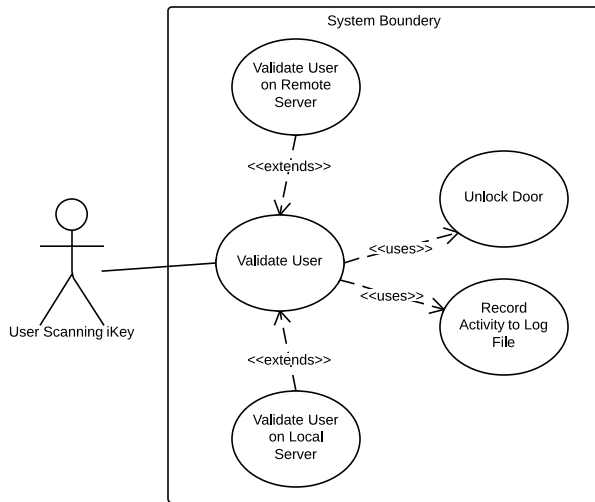 System Boundery
Validate User
on Remote
Server
<<extends>>
Unlock Door
<<uses>>
Validate User
<<uses>>
Record
Activity to Log
File
User Scanning iKey
<<extends>>
Validate User
on Local
Server